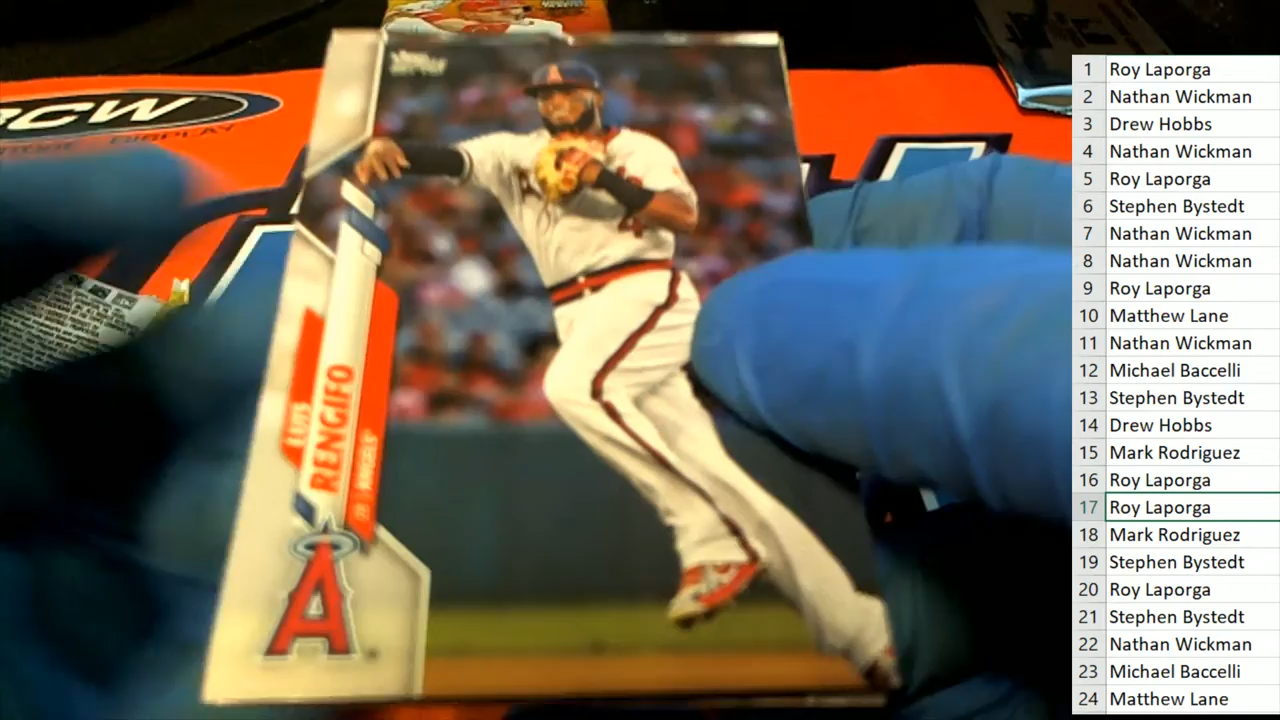 BCW
DISPLAY
LUIS
RENGIFO
2B ANGELS
A
4
1 Roy Laporga
2 Nathan Wickman
3 Drew Hobbs
4 Nathan Wickman
5 Roy Laporga
6 Stephen Bystedt
7 Nathan Wickman
8 Nathan Wickman
9 Roy Laporga
10 Matthew Lane
11 Nathan Wickman
12 Michael Baccelli
13 Stephen Bystedt
14 Drew Hobbs
15 Mark Rodriguez
16 Roy Laporga
17 Roy Laporga
18 Mark Rodriguez
19 Stephen Bystedt
20 Roy Laporga
21 Stephen Bystedt
22 Nathan Wickman
23 Michael Baccelli
24 Matthew Lane